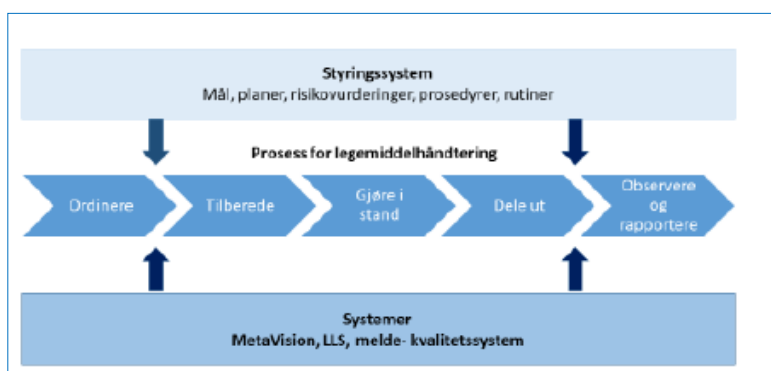 Styringssystem
Mål, planer, risikovurderinger, prosedyrer, rutiner
Prosess for legemiddelhåndtering
Ordinere
Tilberede
Gjøre i
stand
Dele ut
Observere
og
rapportere
Systemer
MetaVision, LLS, melde- kvalitetssystem